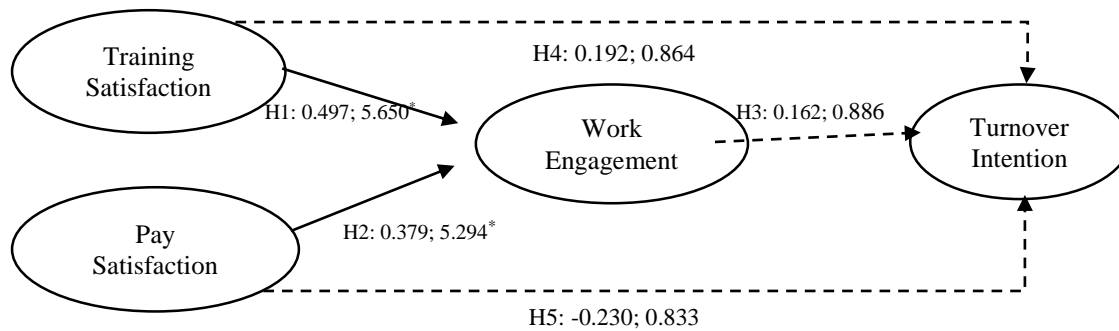 Training
Satisfaction
H4: 0.192; 0.864
H1: 0.497; 5.650*
H3: 0.162; 0.886
Work
Engagement
Turnover
Intention
Pay
Satisfaction
H2: 0.379; 5.294*
H5: -0.230; 0.833